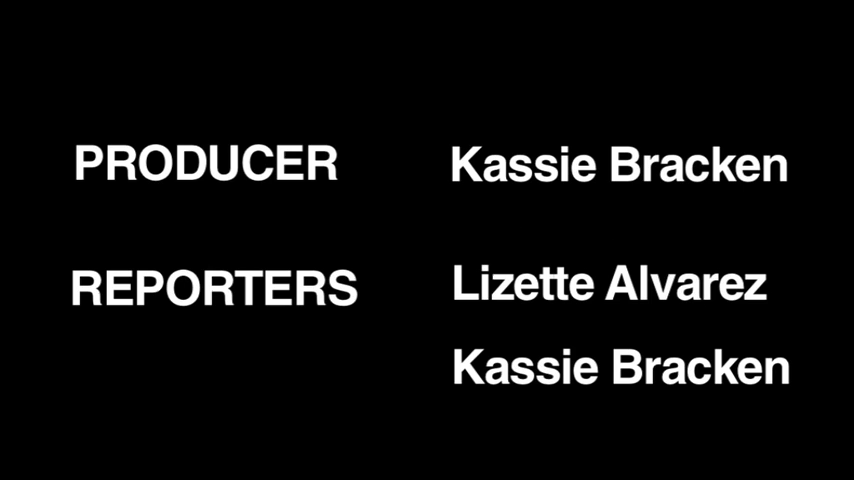 PRODUCER Kassie Bracken
REPORTERS Lizette Alvarez
Kassie Bracken